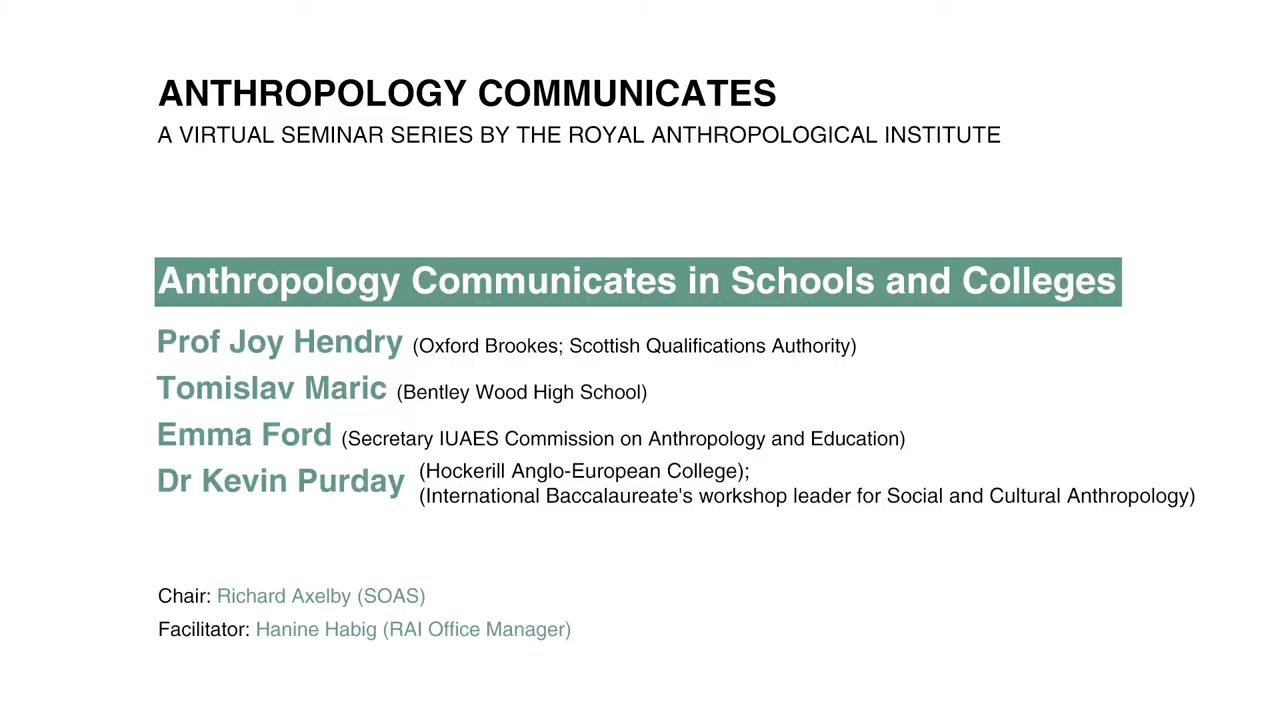 ANTHROPOLOGY COMMUNICATES
A VIRTUAL SEMINAR SERIES BY THE ROYAL ANTHROPOLOGICAL INSTITUTE
Anthropology Communicates in Schools and Colleges
Prof Joy Hendry (Oxford Brookes; Scottish Qualifications Authority)
Tomislav Maric (Bentley Wood High School)
Emma Ford (Secretary IUAES Commission on Anthropology and Education)
Dr Kevin Purday (Hockerill Anglo-European College);
(International Baccalaureate's workshop leader for Social and Cultural Anthropology)
Chair: Richard Axelby (SOAS)
Facilitator: Hanine Habig (RAI Office Manager)